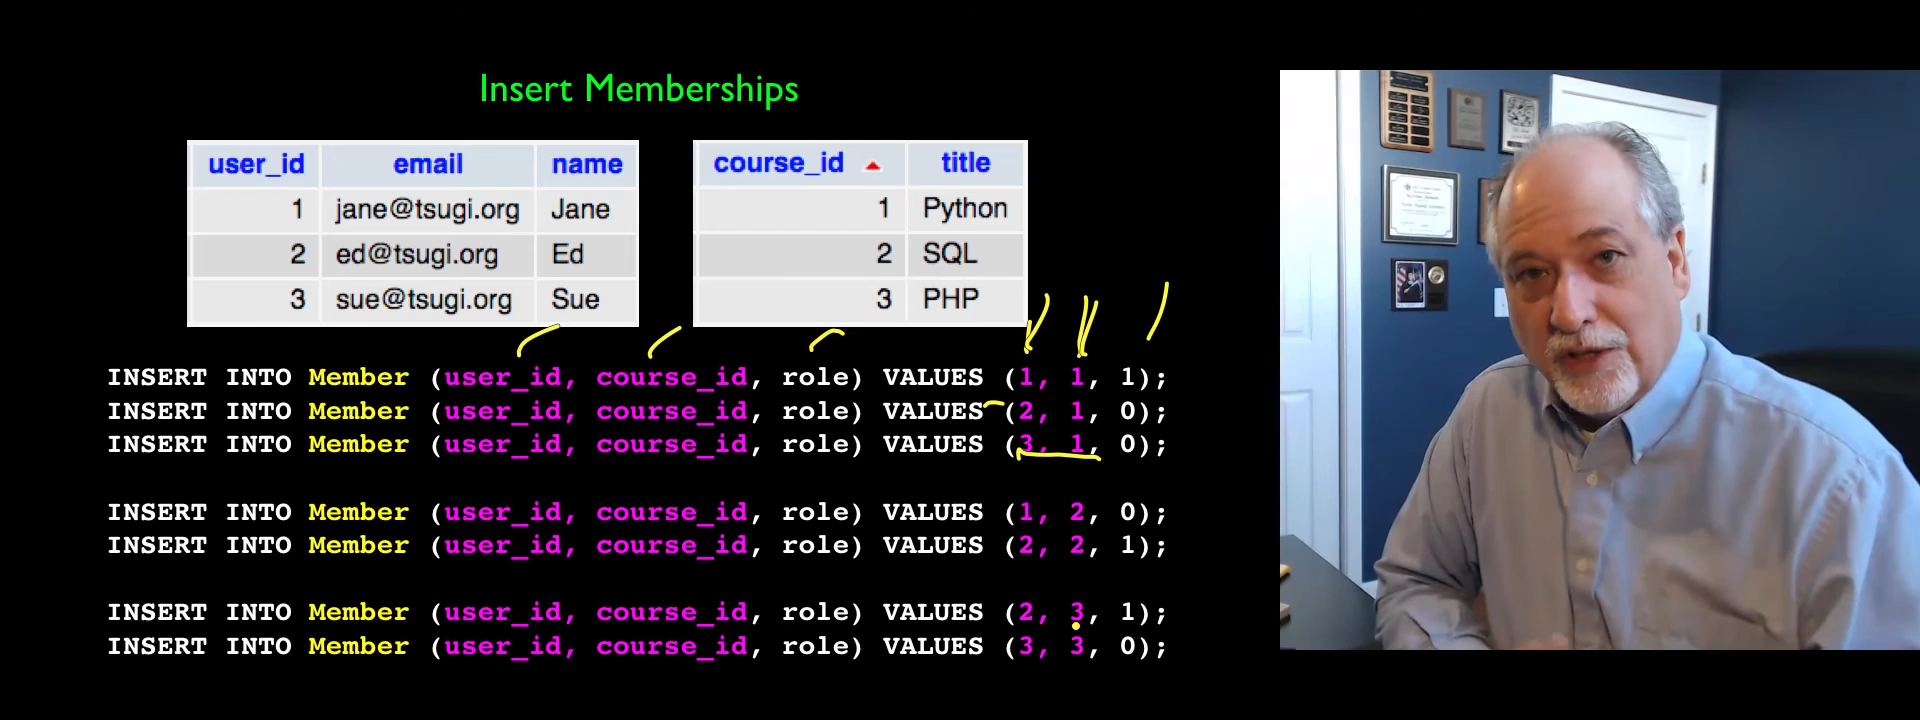 Insert Memberships
user_id email name
1 jane@tsugi.org Jane
2 ed@tsugi.org Ed
3 sue@tsugi.org Sue
course_id title
1 Python
2 SQL
3 PHP
INSERT INTO Member (user_id, course_id, role) VALUES (1, 1, 1);
INSERT INTO Member (user_id, course_id, role) VALUES (2, 1, 0);
INSERT INTO Member (user_id, course_id, role) VALUES (3, 1, 0);
INSERT INTO Member (user_id, course_id, role) VALUES (1, 2, 0);
INSERT INTO Member (user_id, course_id, role) VALUES (2, 2, 1);
INSERT INTO Member (user_id, course_id, role) VALUES (2, 3, 1);
INSERT INTO Member (user_id, course_id, role) VALUES (3, 3, 0);